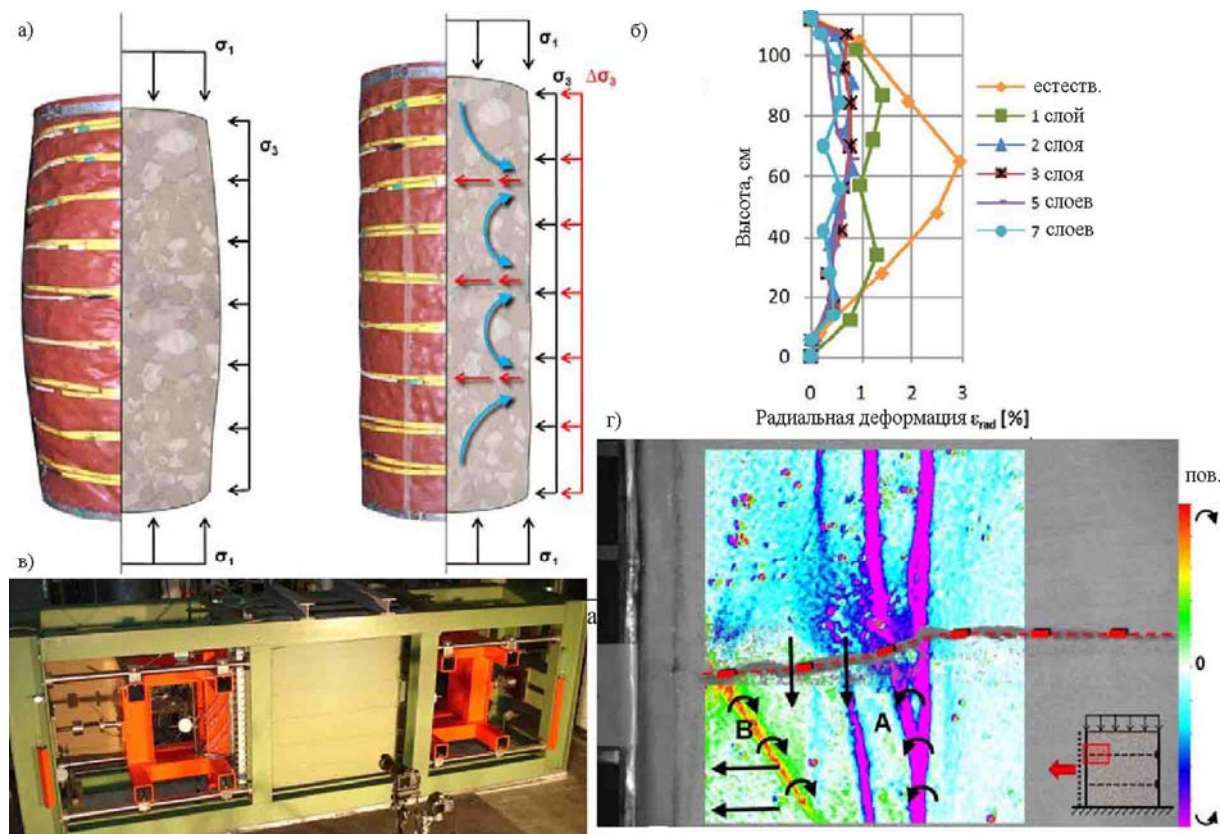 а)
σ₁
σ₃
σ₁
σ₁
σ₃ Δσ₃
σ₁
б)
Высота, см
100
80
60
40
20
0
0 1 2 3
Радиальная деформация ε_rad [%]
естеств.
1 слой
2 слоя
3 слоя
5 слоев
7 слоев
в)
а
г)
B
A
пов.
0